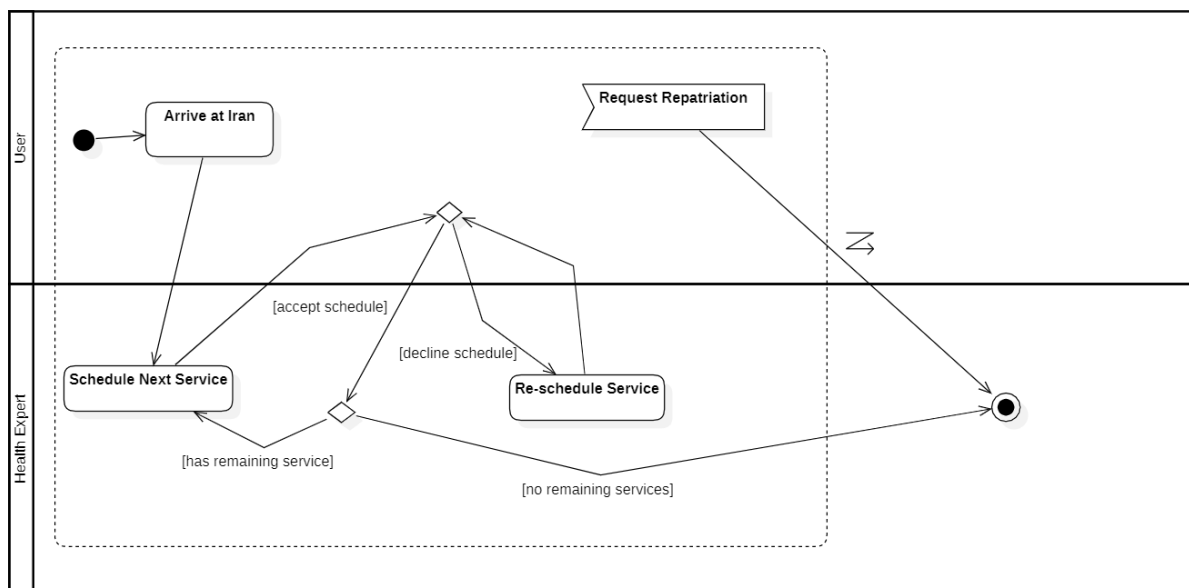 User
Arrive at Iran
Request Repatriation
[accept schedule]
[decline schedule]
Health Expert
Schedule Next Service
Re-schedule Service
[has remaining service]
[no remaining services]